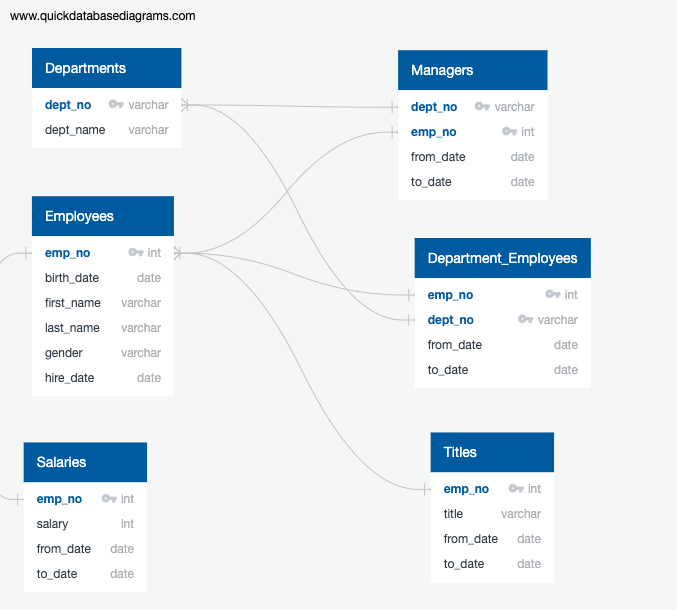 www.quickdatabasediagrams.com
Departments
dept_no varchar
dept_name varchar
Managers
dept_no varchar
emp_no int
from_date date
to_date date
Employees
emp_no int
birth_date date
first_name varchar
last_name varchar
gender varchar
hire_date date
Department_Employees
emp_no int
dept_no varchar
from_date date
to_date date
Salaries
emp_no int
salary int
from_date date
to_date date
Titles
emp_no int
title varchar
from_date date
to_date date